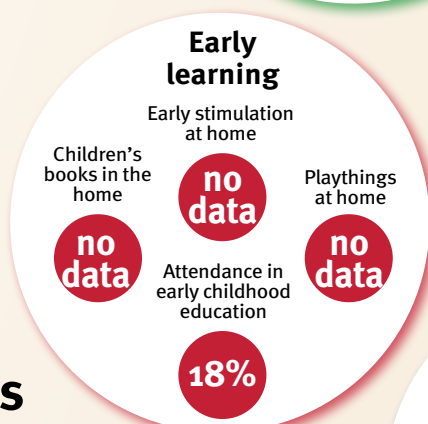 Early
learning
Early stimulation
at home
no
data
Children's
books in the
home
no
data
Playthings
at home
no
data
Attendance in
early childhood
education
18%
s